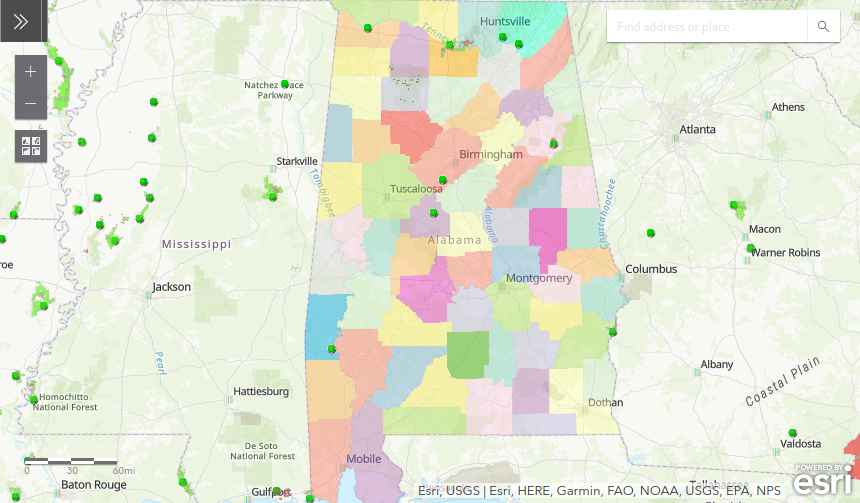 Huntsville
Find address or place
Tennessee
Natchez Trace
Parkway
Athens
Atlanta
Starkville
Birmingham
Tombigbee
Tuscaloosa
Chattahoochee
Alabama
Alabama
Macon
Mississippi
Warner Robins
roe
Columbus
Montgomery
Jackson
Pearl
Albany
Coastal Plain
Hattiesburg
Homochitto
National Forest
Dothan
De Soto
National Forest
Valdosta
Mobile
0 30 60mi
POWERED BY
esri
Baton Rouge
Gulfport
Esri, USGS | Esri, HERE, Garmin, FAO, NOAA, USGS, EPA, NPS
Tallahassee